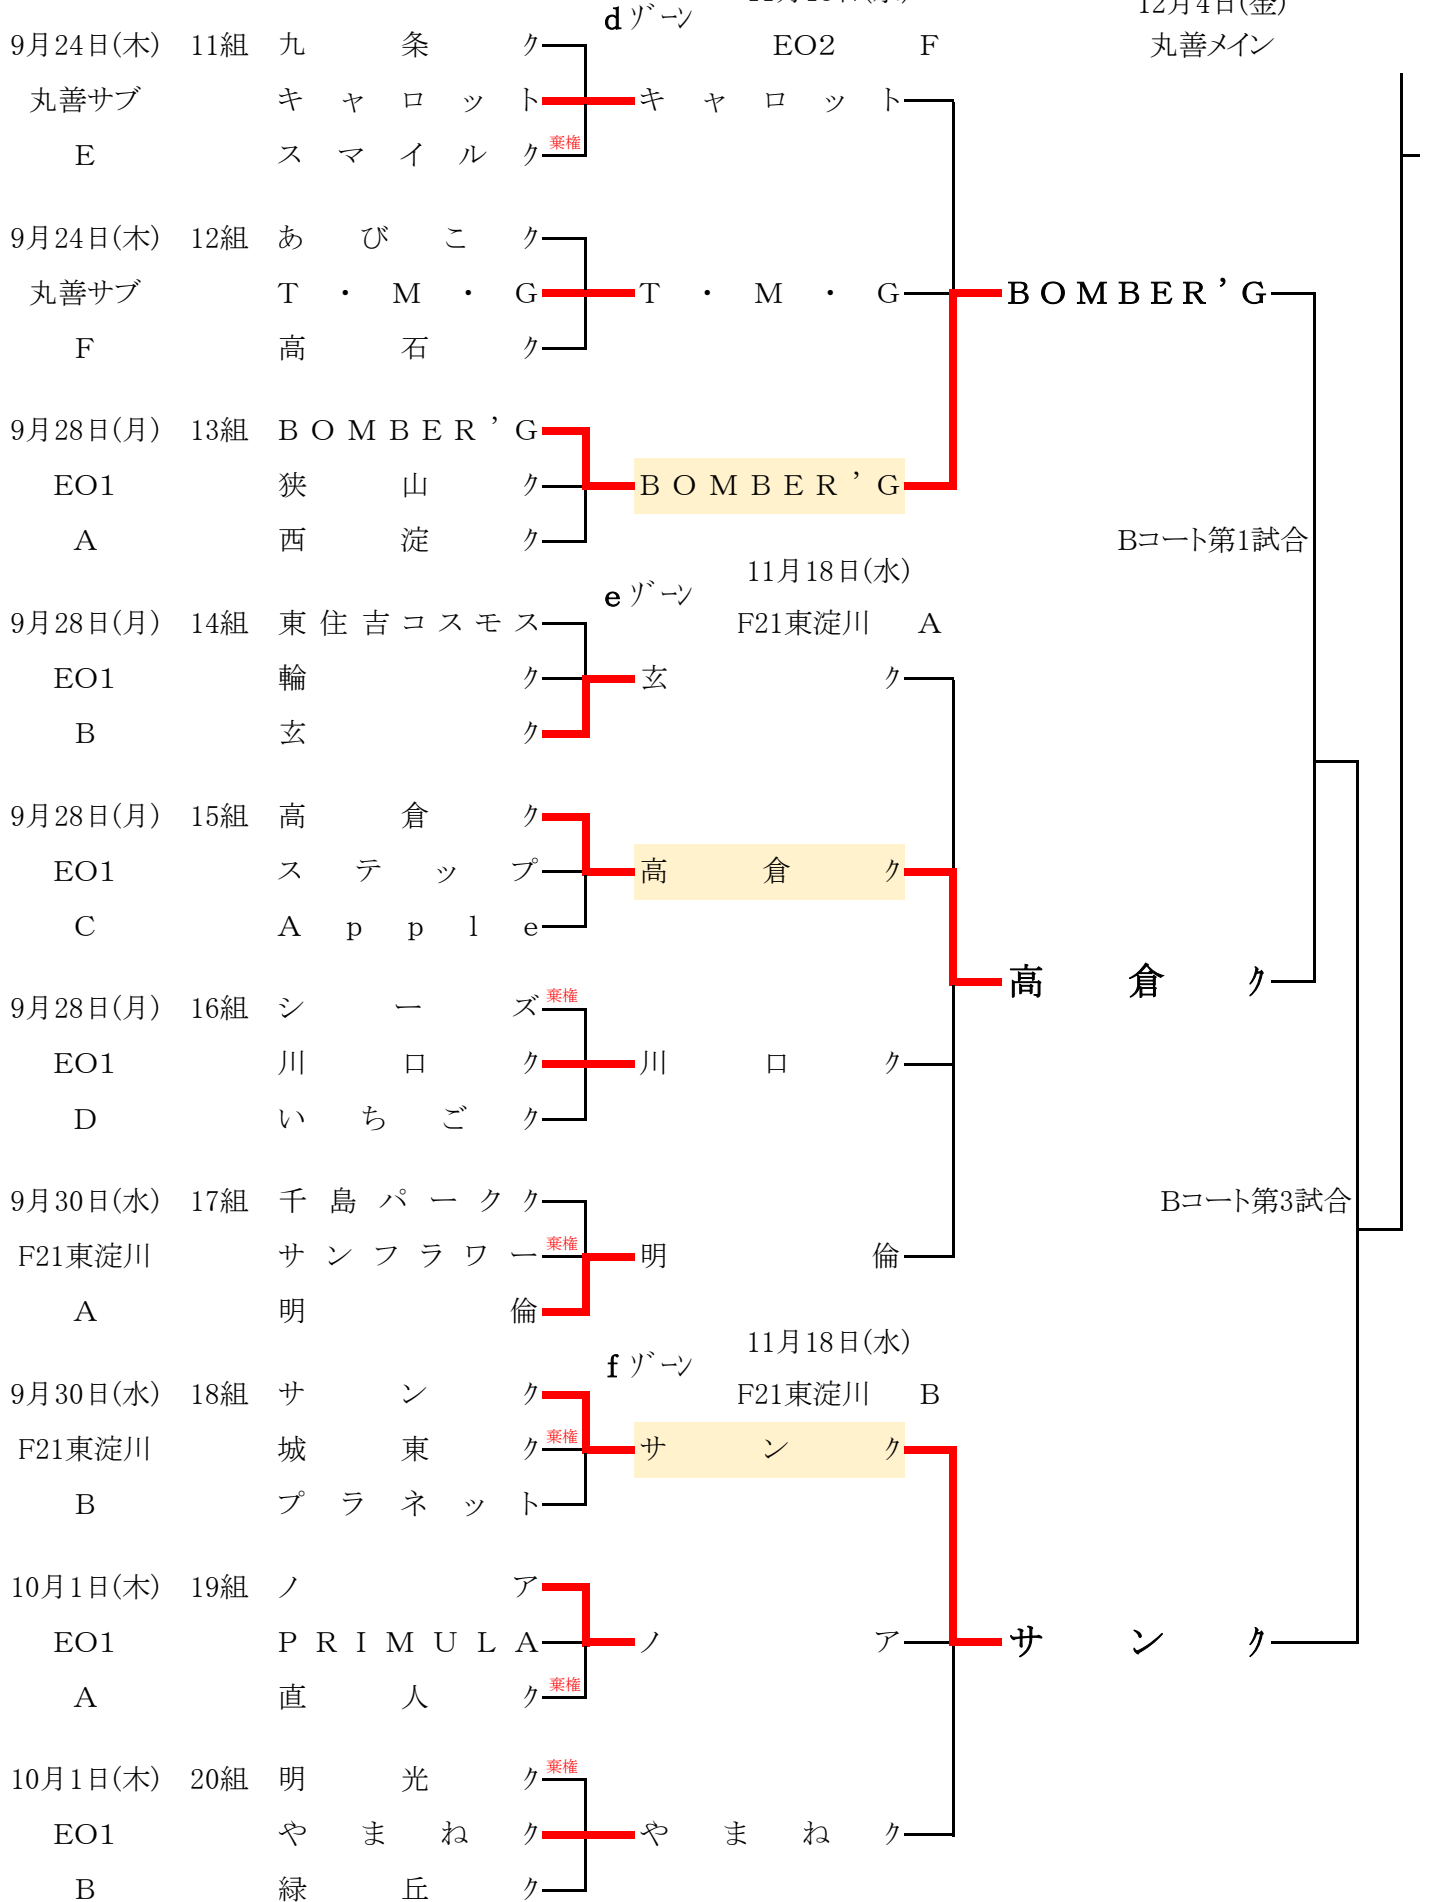 dゾーン
12月4日(金)
9月24日(木) 11組 九条ク EO2 F 丸善メイン
丸善サブ キャロット キャロット
E スマイルク 棄権
9月24日(木) 12組 あびこク
丸善サブ T・M・G T・M・G BOMBER'G
F 高石ク
9月28日(月) 13組 BOMBER'G
EO1 狭山ク BOMBER'G
A 西淀ク Bコート第1試合
eゾーン 11月18日(水)
9月28日(月) 14組 東住吉コスモス F21東淀川 A
EO1 輪ク 玄ク
B 玄ク
9月28日(月) 15組 高倉ク
EO1 ステップ 高倉ク
C Apple
高倉ク
9月28日(月) 16組 シーズ 棄権
EO1 川口ク 川口ク
D いちごク
9月30日(水) 17組 千島パークク Bコート第3試合
F21東淀川 サンフラワー 棄権 明倫
A 明倫
fゾーン 11月18日(水)
9月30日(水) 18組 サンク F21東淀川 B
F21東淀川 城東ク 棄権 サンク
B プラネット
10月1日(木) 19組 ノア
EO1 PRIMULA ノア サンク
A 直人ク 棄権
10月1日(木) 20組 明光ク 棄権
EO1 やまねク やまねク
B 緑丘ク